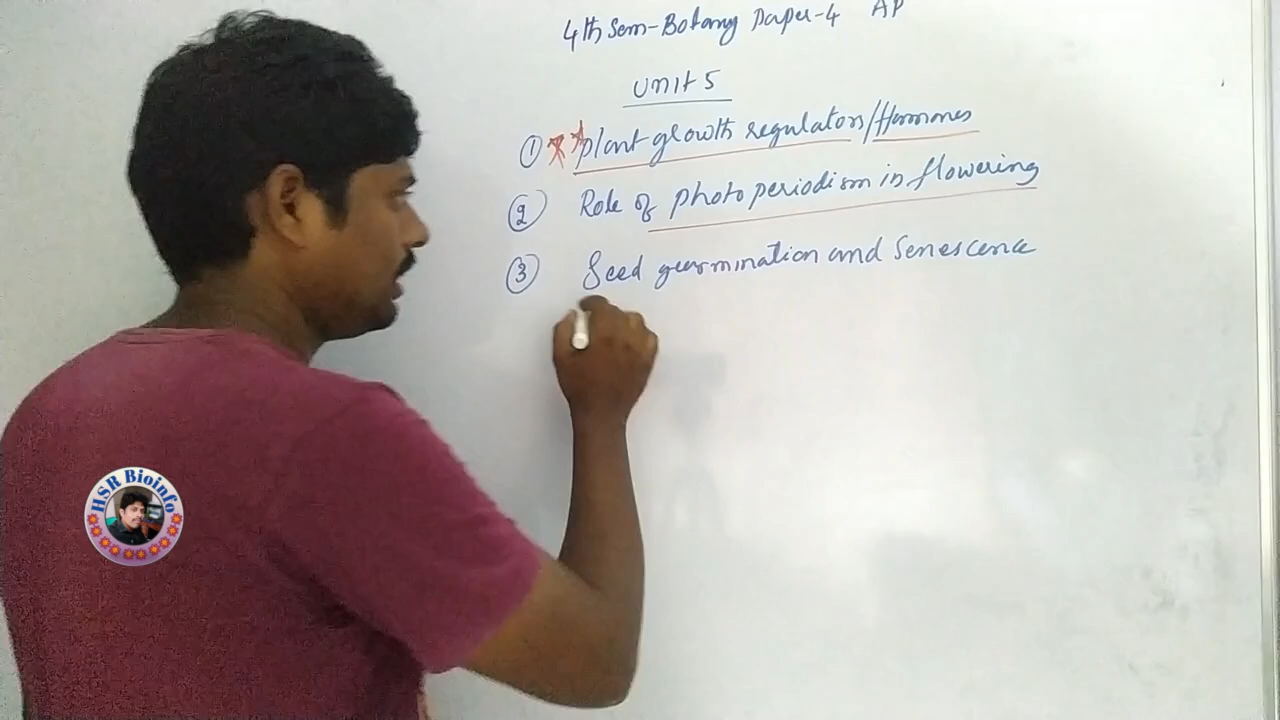 4th Sem-Botany Paper-4 AP
Unit 5
① ** Plant growth regulators/Hormones
② Role of photoperiodism in flowering
③ Seed germination and Senescence
HSR Bioinfo